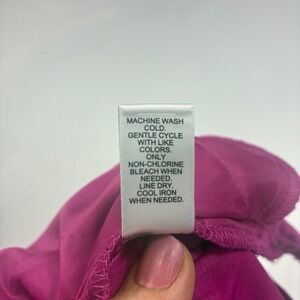 MACHINE WASH
COLD.
GENTLE CYCLE
WITH LIKE
COLORS.
ONLY
NON-CHLORINE
BLEACH WHEN
NEEDED.
LINE DRY,
COOL IRON
WHEN NEEDED.